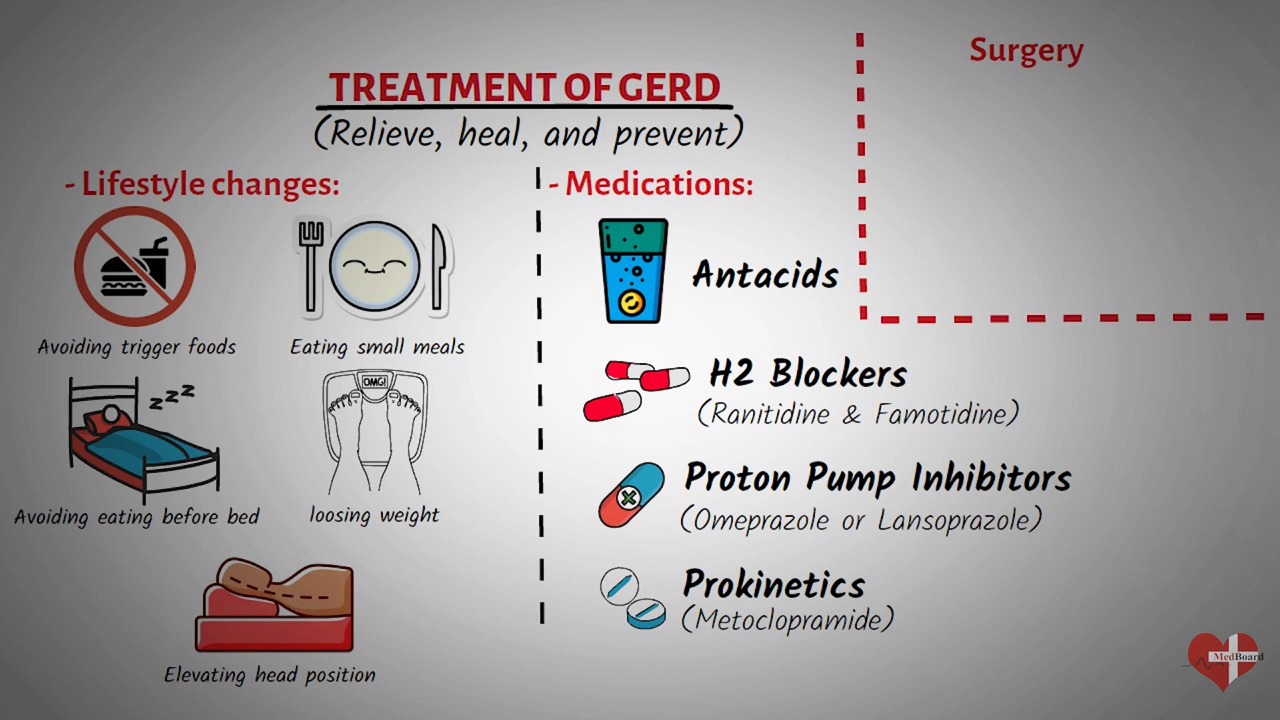 TREATMENT OF GERD
(Relieve, heal, and prevent)
- Lifestyle changes:
Avoiding trigger foods
Eating small meals
zzz
Avoiding eating before bed
OMG!
loosing weight
Elevating head position
- Medications:
Antacids
H2 Blockers
(Ranitidine & Famotidine)
Proton Pump Inhibitors
(Omeprazole or Lansoprazole)
Prokinetics
(Metoclopramide)
Surgery
MedBoard